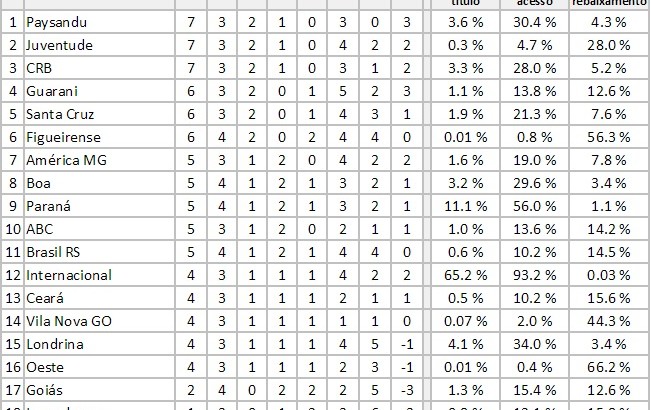 título acesso rebaixamento
1 Paysandu 7 3 2 1 0 3 0 3 3.6 % 30.4 % 4.3 %
2 Juventude 7 3 2 1 0 4 2 2 0.3 % 4.7 % 28.0 %
3 CRB 7 3 2 1 0 3 1 2 3.3 % 28.0 % 5.2 %
4 Guarani 6 3 2 0 1 5 2 3 1.1 % 13.8 % 12.6 %
5 Santa Cruz 6 3 2 0 1 4 3 1 1.9 % 21.3 % 7.6 %
6 Figueirense 6 4 2 0 2 4 4 0 0.01 % 0.8 % 56.3 %
7 América MG 5 3 1 2 0 4 2 2 1.6 % 19.0 % 7.8 %
8 Boa 5 4 1 2 1 3 2 1 3.2 % 29.6 % 3.4 %
9 Paraná 5 4 1 2 1 3 2 1 11.1 % 56.0 % 1.1 %
10 ABC 5 3 1 2 0 2 1 1 1.0 % 13.6 % 14.2 %
11 Brasil RS 5 4 1 2 1 4 4 0 0.6 % 10.2 % 14.5 %
12 Internacional 4 3 1 1 1 4 2 2 65.2 % 93.2 % 0.03 %
13 Ceará 4 3 1 1 1 2 1 1 0.5 % 10.2 % 15.6 %
14 Vila Nova GO 4 3 1 1 1 1 1 0 0.07 % 2.0 % 44.3 %
15 Londrina 4 3 1 1 1 4 5 -1 4.1 % 34.0 % 3.4 %
16 Oeste 4 3 1 1 1 2 3 -1 0.01 % 0.4 % 66.2 %
17 Goiás 2 4 0 2 2 2 5 -3 1.3 % 15.4 % 12.6 %